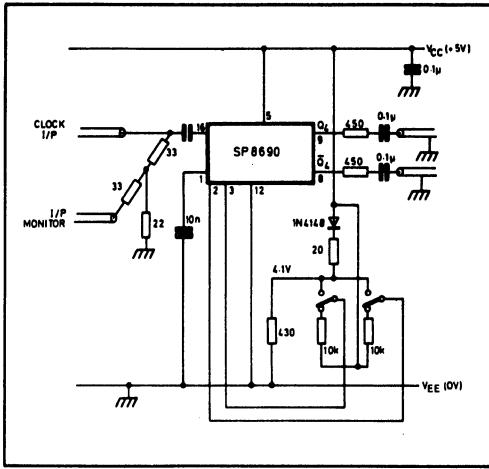 VCC (+5V)
0.1µ
5
CLOCK
I/P
16
SP8690
Q4
9
450
0.1µ
33
Q̅4
8
450
0.1µ
1
2
3
12
33
I/P
MONITOR
22
10n
1N4148
20
4.1V
430
10k
10k
VEE (0V)